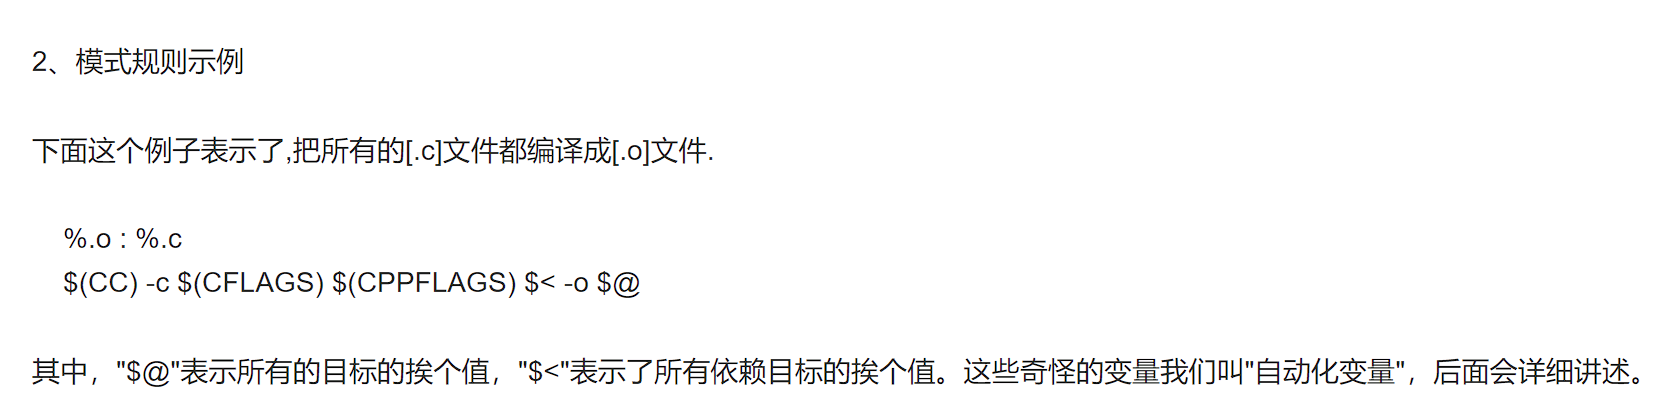 2、模式规则示例
下面这个例子表示了,把所有的[.c]文件都编译成[.o]文件.
%.o : %.c
$(CC) -c $(CFLAGS) $(CPPFLAGS) $< -o $@
其中，"$@"表示所有的目标的挨个值，"$<"表示了所有依赖目标的挨个值。这些奇怪的变量我们叫"自动化变量"，后面会详细讲述。